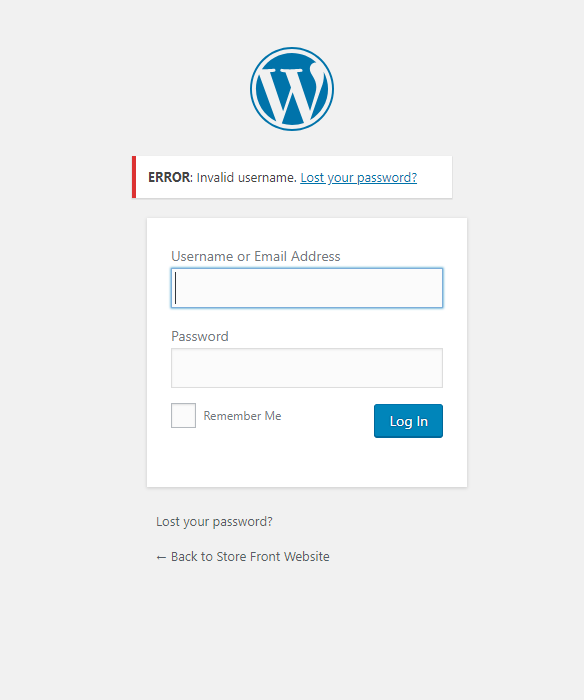 ERROR: Invalid username. Lost your password?
Username or Email Address
Password
Remember Me
Log In
Lost your password?
← Back to Store Front Website